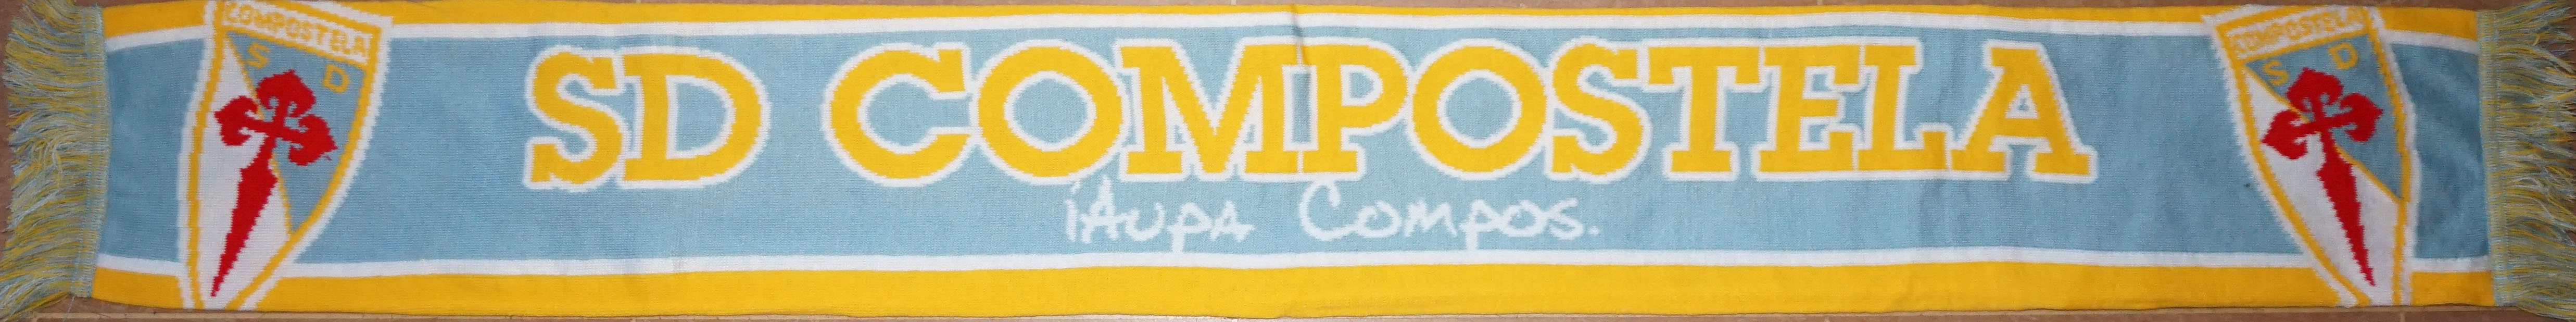 COMPOSTELA
S D
SD COMPOSTELA
¡AUPA COMPOS.
COMPOSTELA
S D